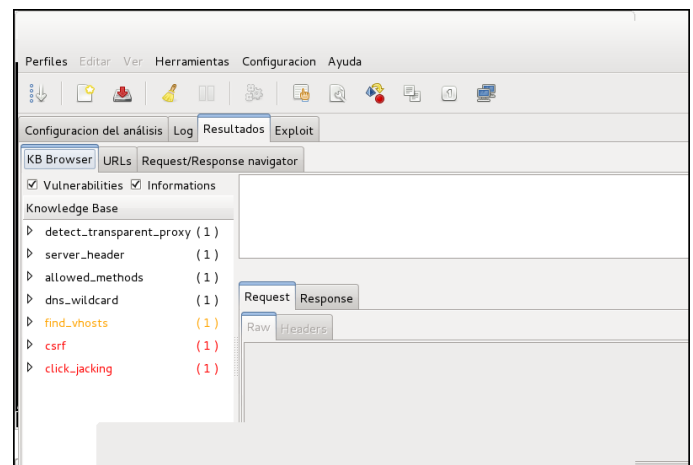 Perfiles Editar Ver Herramientas Configuracion Ayuda
Configuracion del análisis Log Resultados Exploit
KB Browser URLs Request/Response navigator
Vulnerabilities Informations
Knowledge Base
detect_transparent_proxy (1)
server_header (1)
allowed_methods (1)
dns_wildcard (1)
find_vhosts (1)
csrf (1)
click_jacking (1)
Request Response
Raw Headers